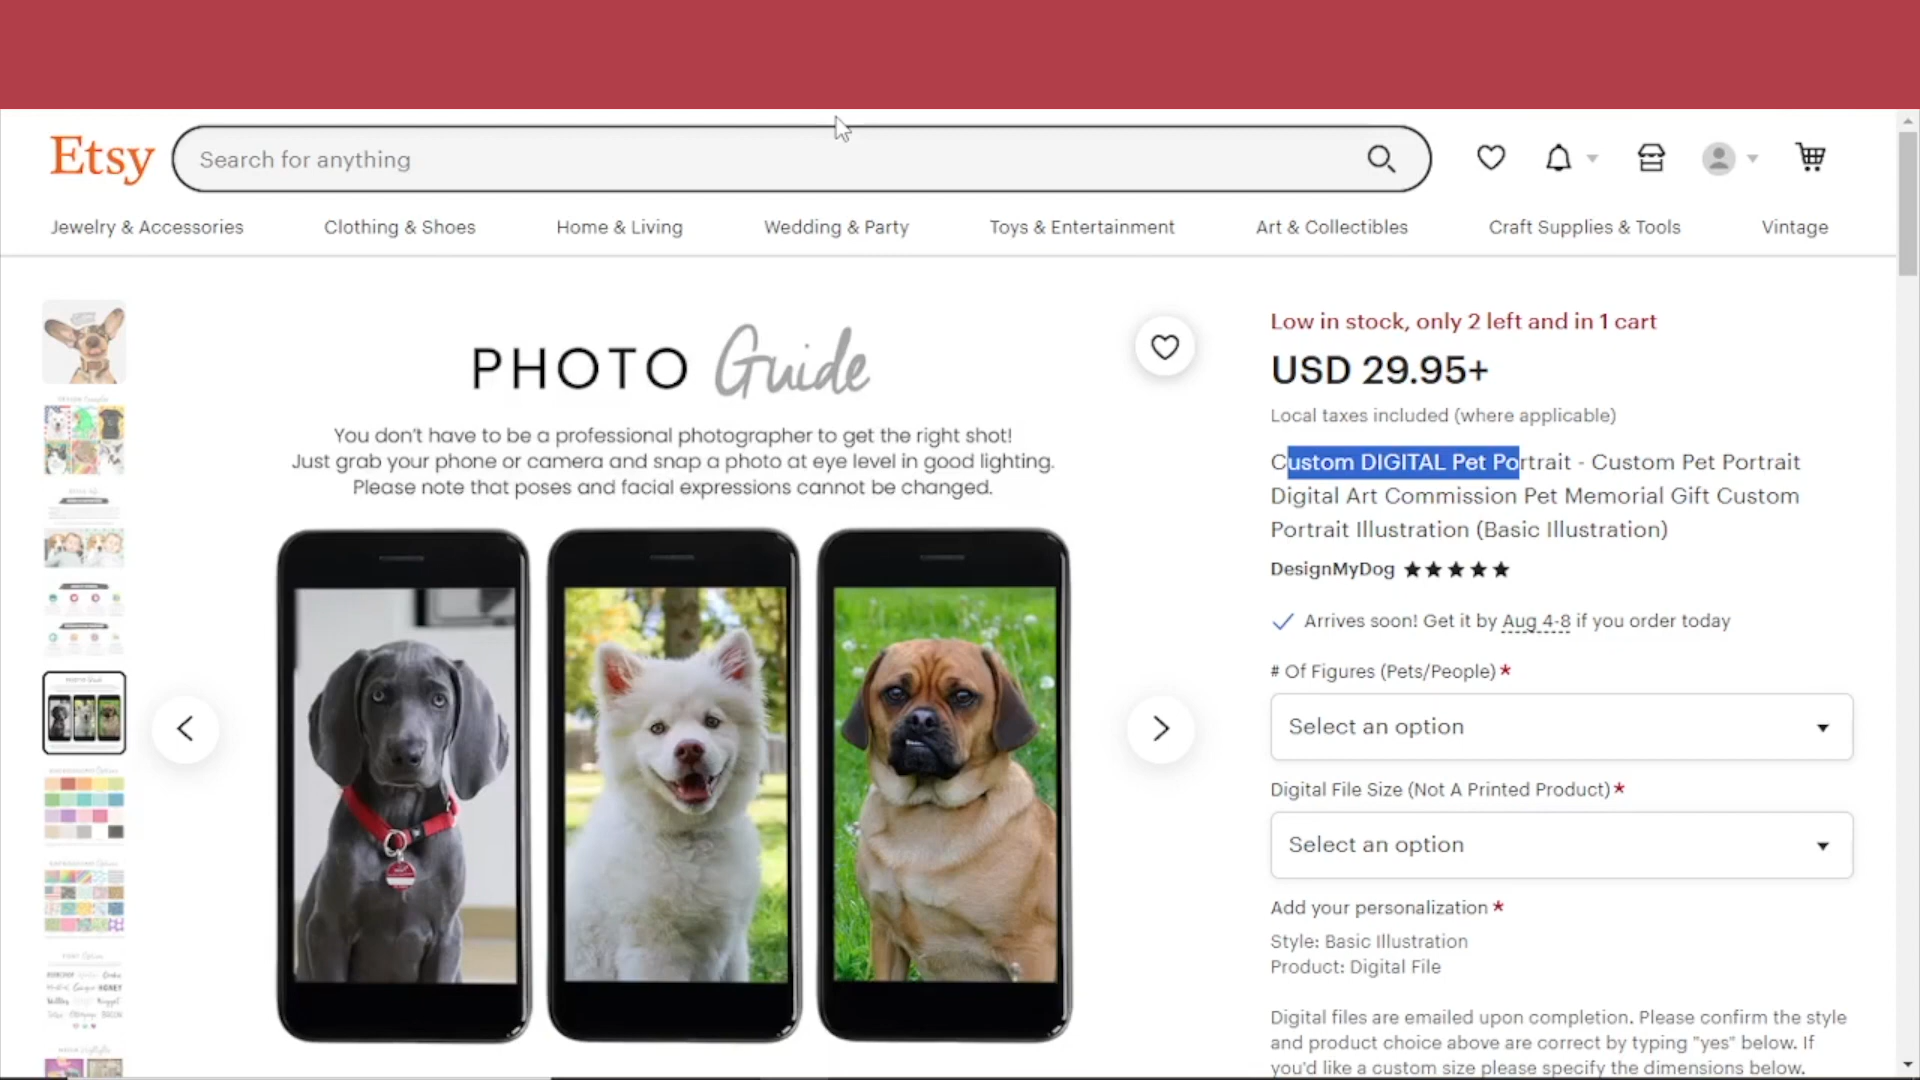 Etsy
Search for anything
Jewelry & Accessories
Clothing & Shoes
Home & Living
Wedding & Party
Toys & Entertainment
Art & Collectibles
Craft Supplies & Tools
Vintage
PHOTO Guide
You don't have to be a professional photographer to get the right shot!
Just grab your phone or camera and snap a photo at eye level in good lighting.
Please note that poses and facial expressions cannot be changed.
Low in stock, only 2 left and in 1 cart
USD 29.95+
Local taxes included (where applicable)
Custom DIGITAL Pet Portrait - Custom Pet Portrait
Digital Art Commission Pet Memorial Gift Custom
Portrait Illustration (Basic Illustration)
DesignMyDog
Arrives soon! Get it by Aug 4-8 if you order today
# Of Figures (Pets/People) *
Select an option
Digital File Size (Not A Printed Product) *
Select an option
Add your personalization *
Style: Basic Illustration
Product: Digital File
Digital files are emailed upon completion. Please confirm the style
and product choice above are correct by typing "yes" below. If
you'd like a custom size please specify the dimensions below.